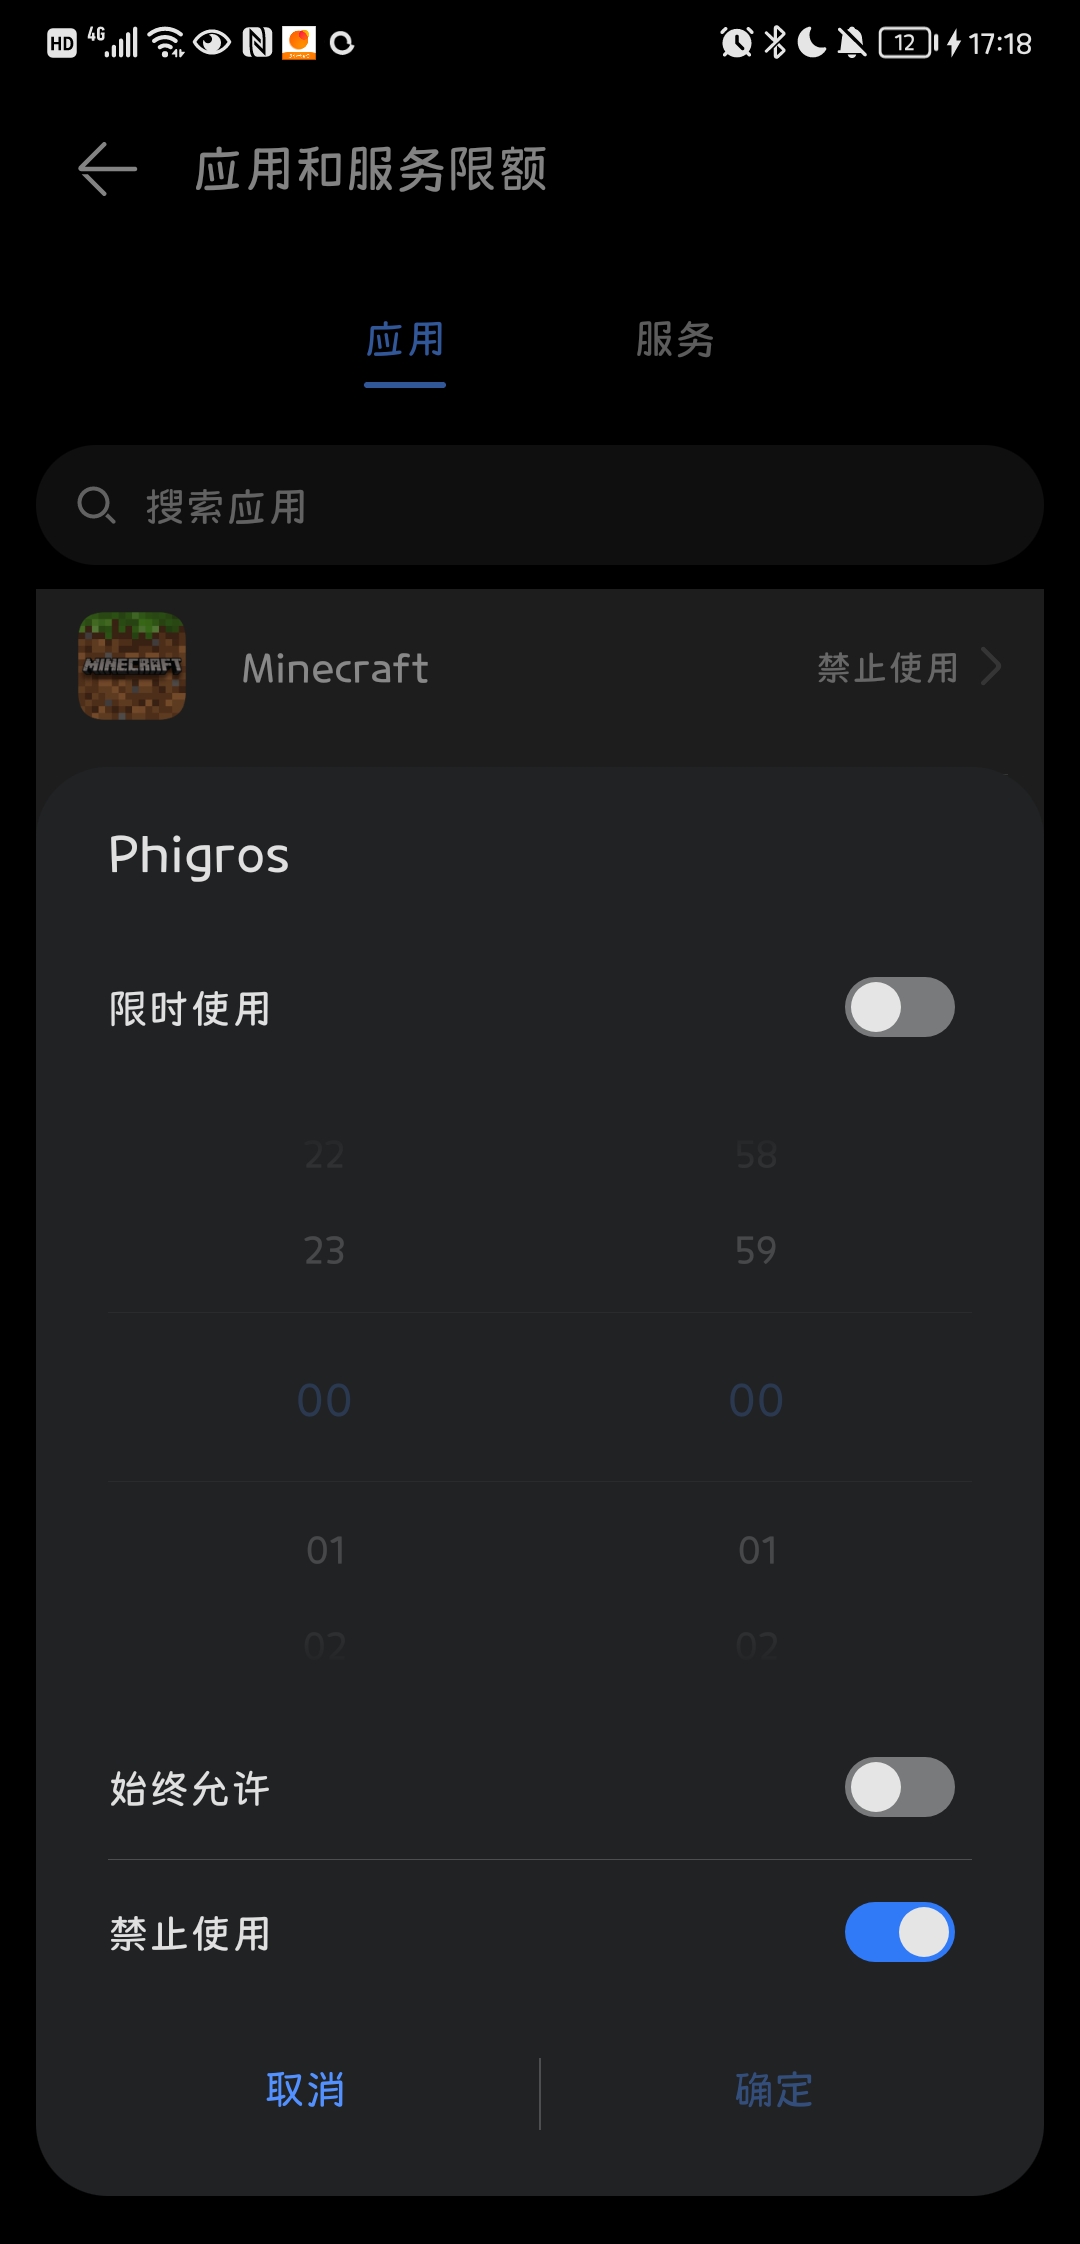 HD 4G 12 17:18
应用和服务限额
应用 服务
搜索应用
MINECRAFT Minecraft 禁止使用
Phigros
限时使用
22 58
23 59
00 00
01 01
02 02
始终允许
禁止使用
取消 确定